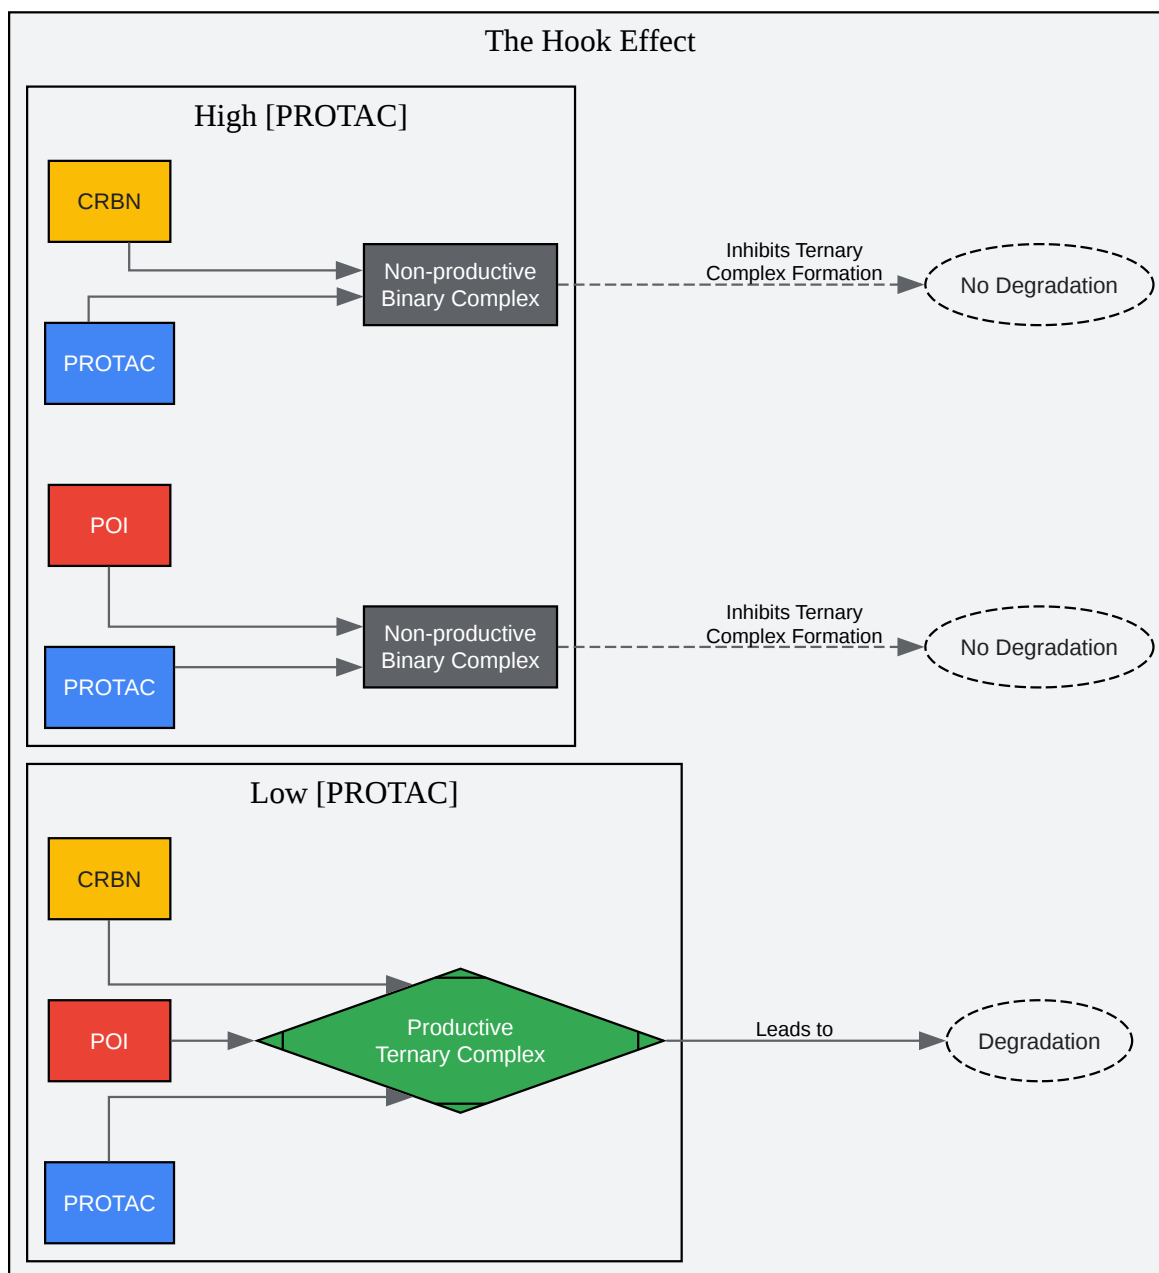 The Hook Effect
High [PROTAC]
CRBN
PROTAC
Non-productive
Binary Complex
Inhibits Ternary
Complex Formation
No Degradation
POI
PROTAC
Non-productive
Binary Complex
Inhibits Ternary
Complex Formation
No Degradation
Low [PROTAC]
CRBN
POI
PROTAC
Productive
Ternary Complex
Leads to
Degradation